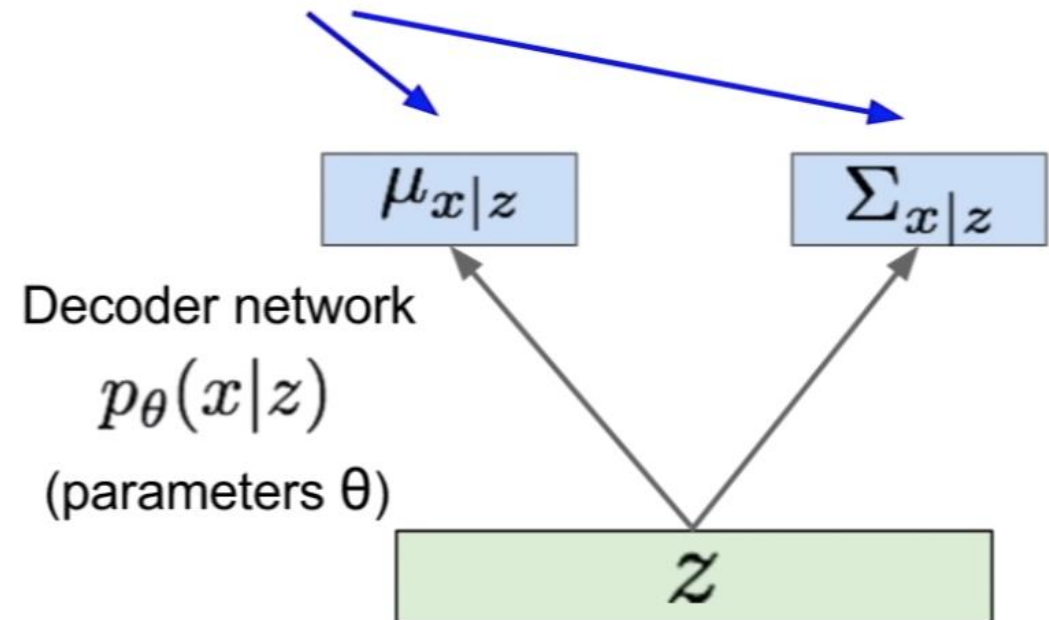 μ_{x|z}
Σ_{x|z}
Decoder network
p_θ(x|z)
(parameters θ)
z